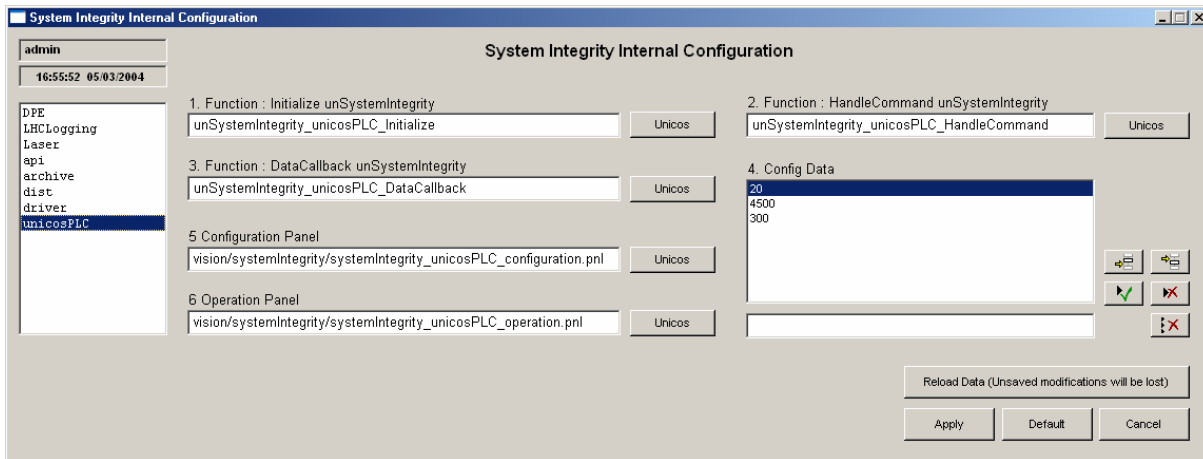 System Integrity Internal Configuration
admin
16:55:52 05/03/2004
System Integrity Internal Configuration
DPE
LHCLogging
Laser
api
archive
dist
driver
unicosPLC
1. Function : Initialize unSystemIntegrity
unSystemIntegrity_unicosPLC_Initialize
Unicos
2. Function : HandleCommand unSystemIntegrity
unSystemIntegrity_unicosPLC_HandleCommand
Unicos
3. Function : DataCallback unSystemIntegrity
unSystemIntegrity_unicosPLC_DataCallback
Unicos
4. Config Data
20
4500
300
5 Configuration Panel
vision/systemIntegrity/systemIntegrity_unicosPLC_configuration.pnl
Unicos
6 Operation Panel
vision/systemIntegrity/systemIntegrity_unicosPLC_operation.pnl
Unicos
Reload Data (Unsaved modifications will be lost)
Apply
Default
Cancel